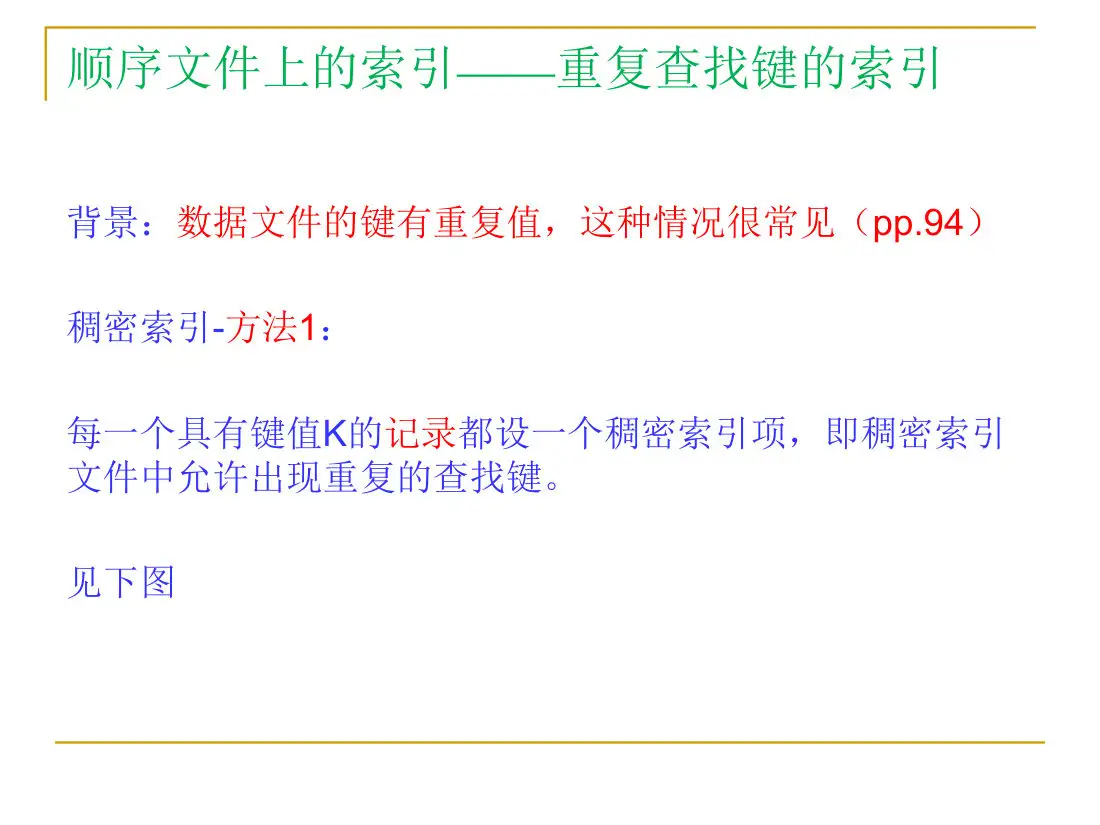 顺序文件上的索引——重复查找键的索引
背景：数据文件的键有重复值，这种情况很常见（pp.94）
稠密索引-方法1：
每一个具有键值K的记录都设一个稠密索引项，即稠密索引
文件中允许出现重复的查找键。
见下图